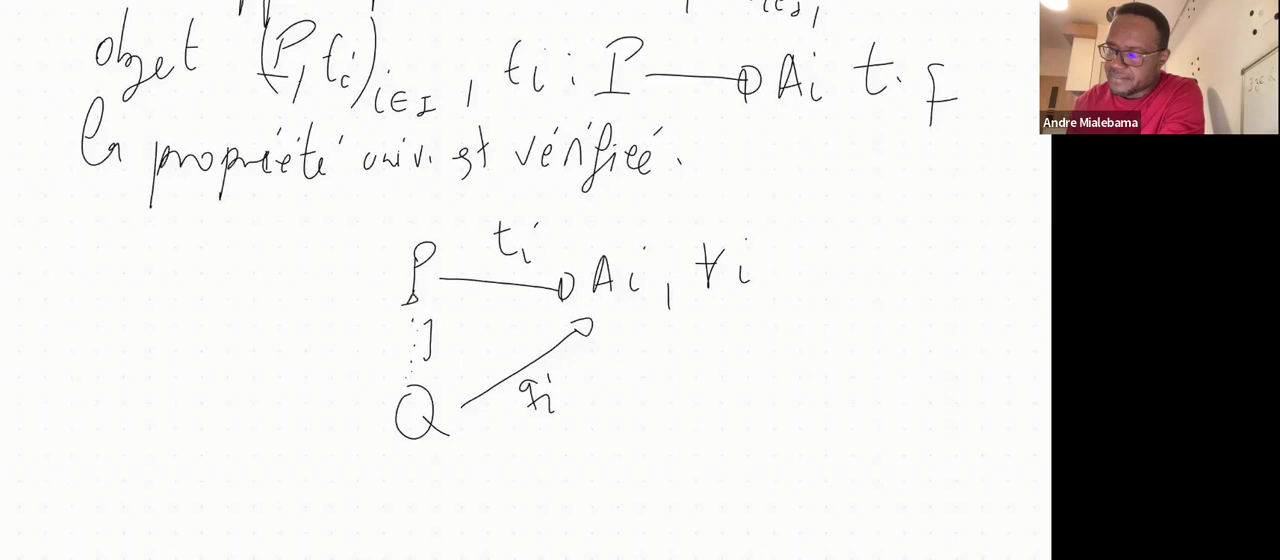 i∈J,
objet (P, ti)i∈I, ti : P → Ai t.q
la propriété univ. est vérifiée.
P ti → Ai, ∀i
∃
Q qi
Andre Mialebama